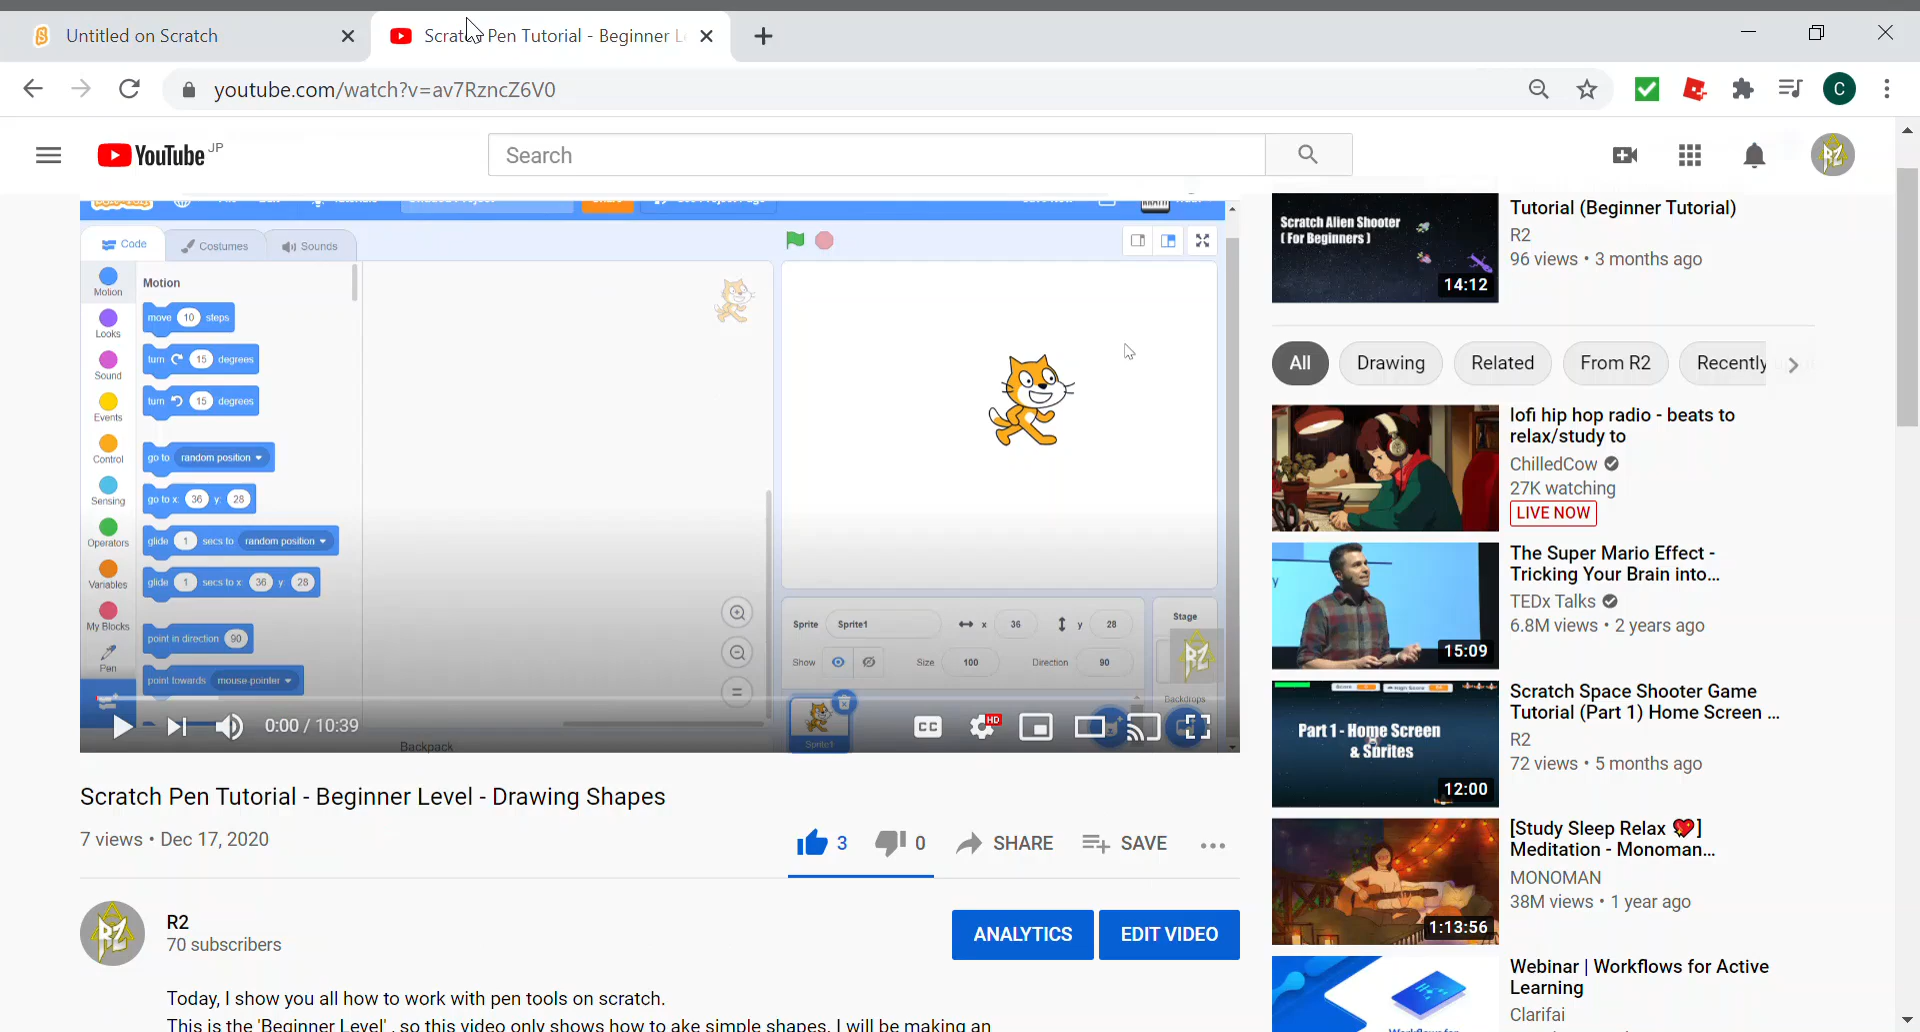 Untitled on Scratch
Scratch Pen Tutorial - Beginner L
youtube.com/watch?v=av7RzncZ6V0
C
YouTube JP
Search
RZ
Code
Costumes
Sounds
Motion
Looks
Sound
Events
Control
Sensing
Operators
Variables
My Blocks
Pen
Motion
move 10 steps
turn 15 degrees
turn 15 degrees
go to random position
go to x: 36 y: 28
glide 1 secs to random position
glide 1 secs to x: 36 y: 28
point in direction 90
point towards mouse-pointer
Sprite Sprite1 x 36 y 28
Show Size 100 Direction 90
Stage
Backdrops
Sprite1
Backpack
0:00 / 10:39
CC
HD
Scratch Pen Tutorial - Beginner Level - Drawing Shapes
7 views • Dec 17, 2020
3
0
SHARE
SAVE
RZ
R2
70 subscribers
ANALYTICS
EDIT VIDEO
Today, I show you all how to work with pen tools on scratch.
This is the 'Beginner Level' , so this video only shows how to ake simple shapes. I will be making an
Scratch Alien Shooter
( For Beginners )
14:12
Tutorial (Beginner Tutorial)
R2
96 views • 3 months ago
All
Drawing
Related
From R2
Recently
lofi hip hop radio - beats to
relax/study to
ChilledCow
27K watching
LIVE NOW
15:09
The Super Mario Effect -
Tricking Your Brain into...
TEDx Talks
6.8M views • 2 years ago
Part 1 - Home Screen
& Sprites
12:00
Scratch Space Shooter Game
Tutorial (Part 1) Home Screen ...
R2
72 views • 5 months ago
1:13:56
[Study Sleep Relax 💖]
Meditation - Monoman...
MONOMAN
38M views • 1 year ago
Webinar | Workflows for Active
Learning
Clarifai